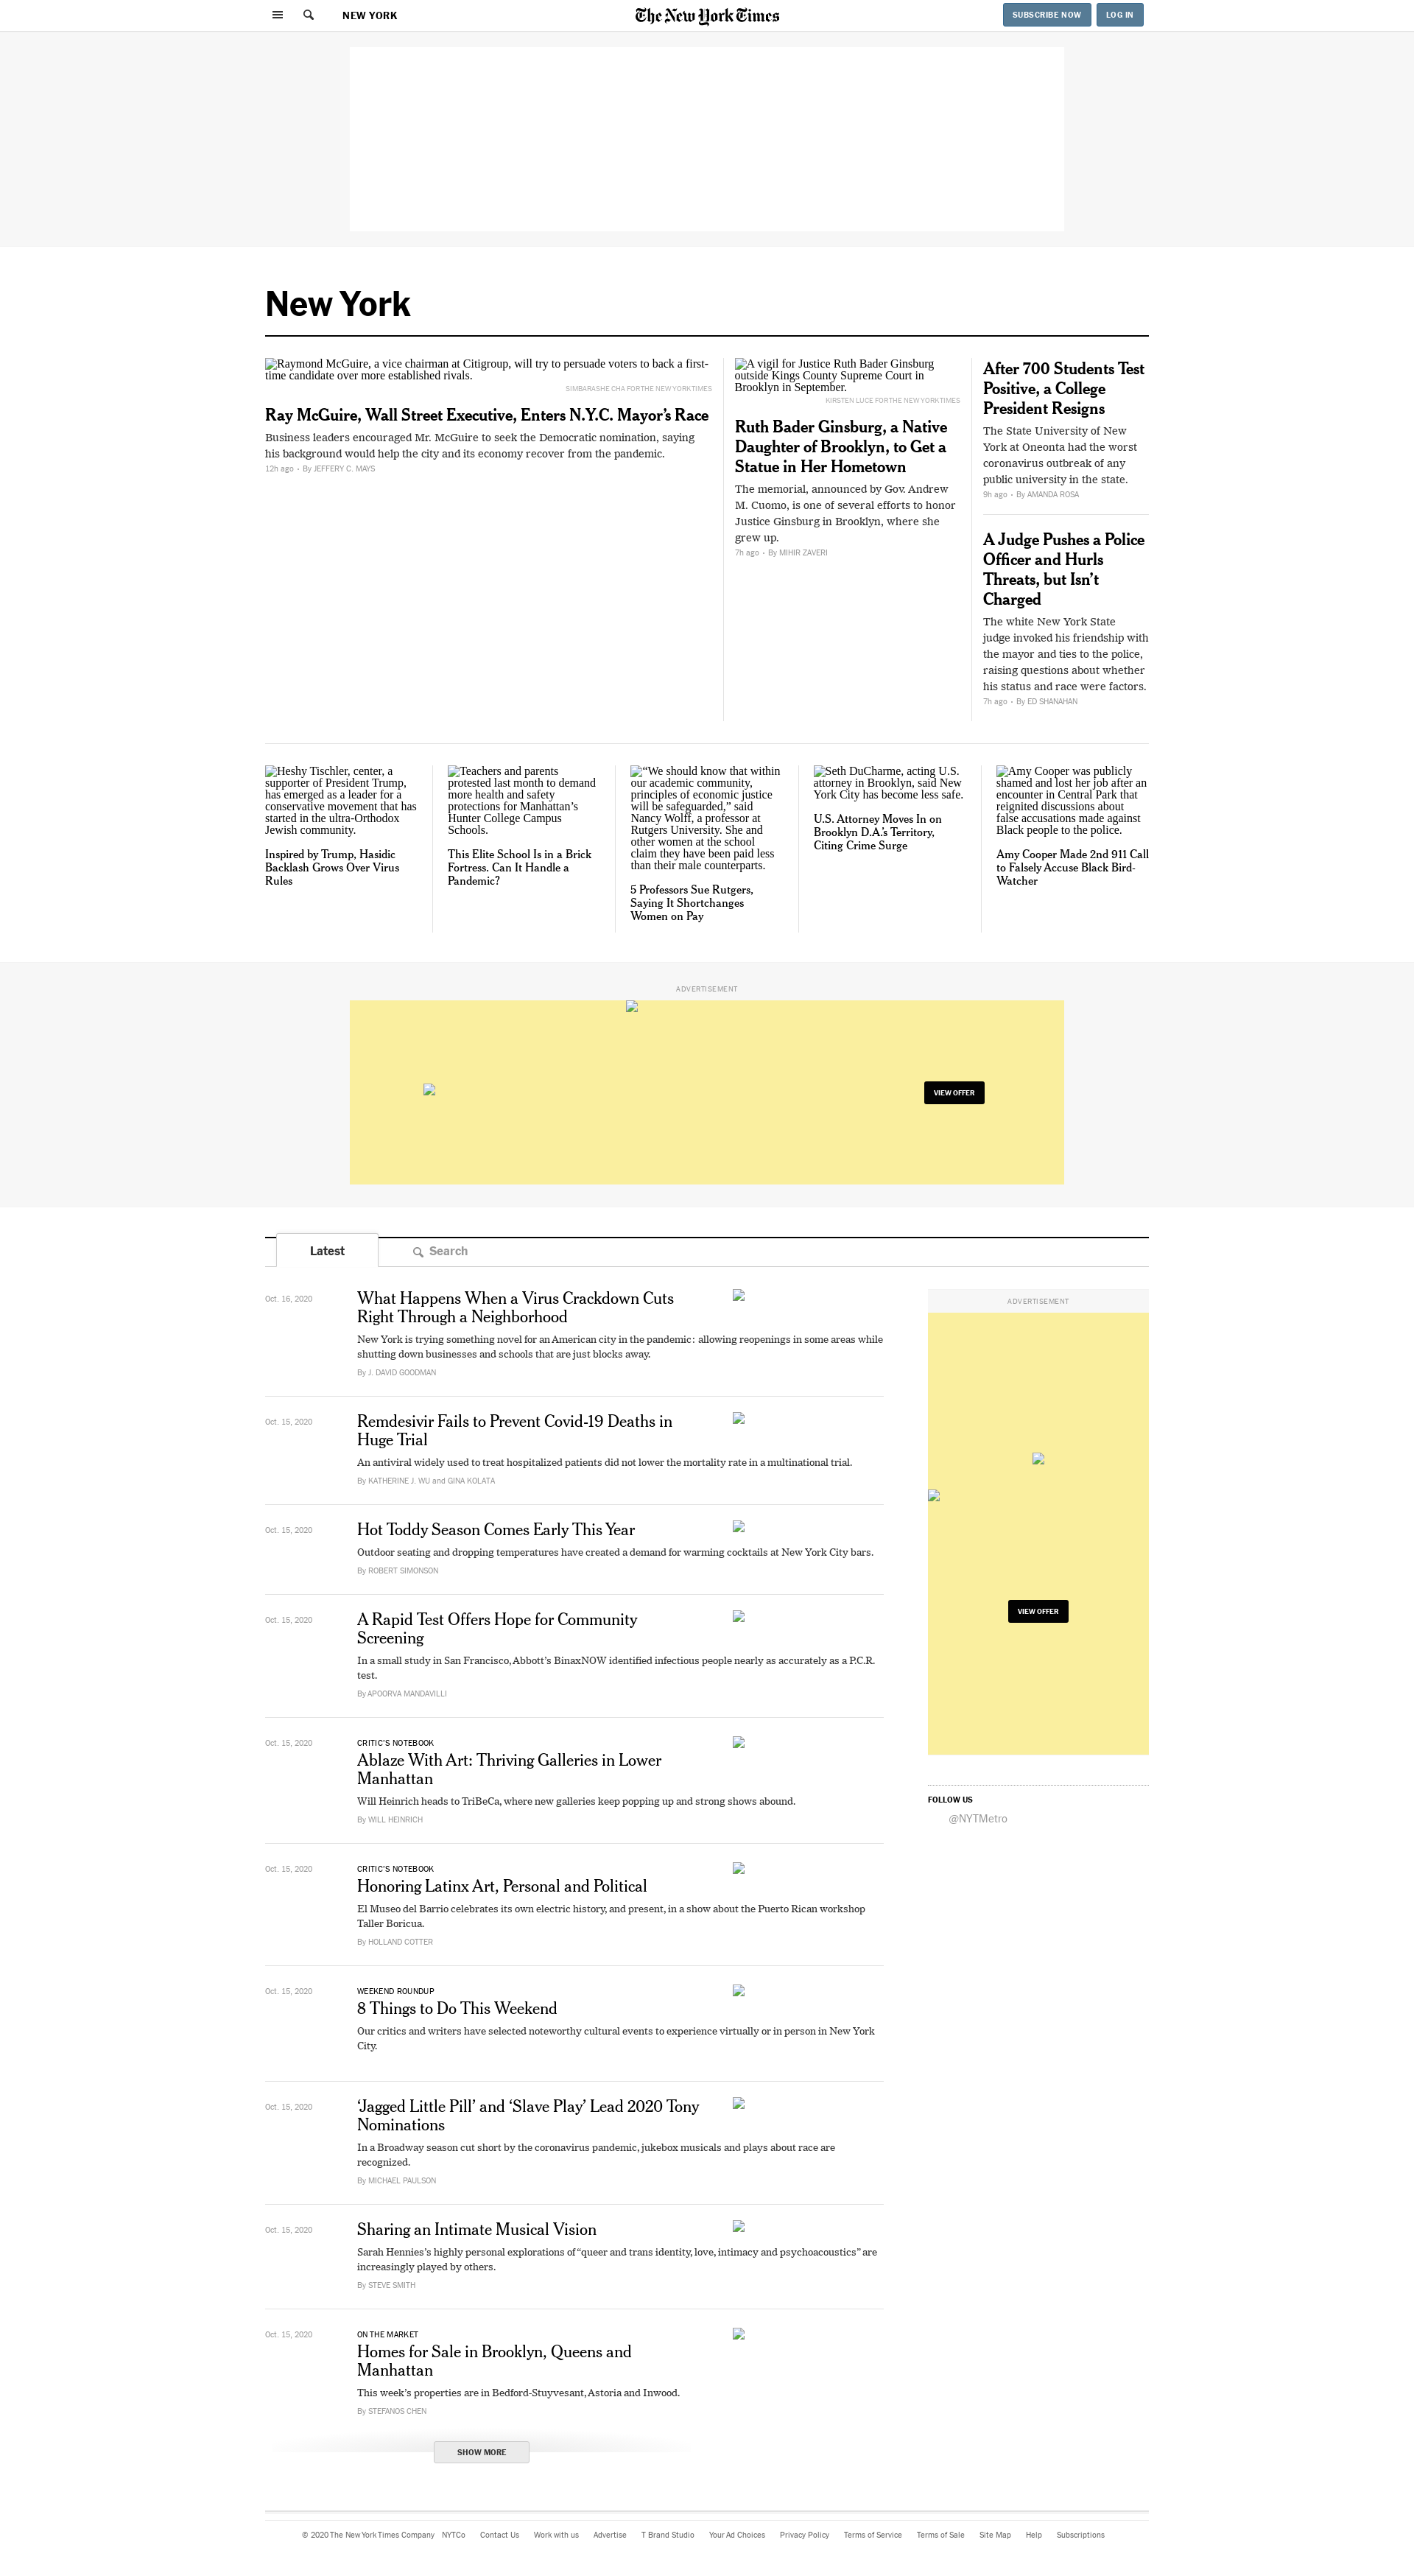 NEW YORK
The New York Times
SUBSCRIBE NOW
LOG IN
New York
Raymond McGuire, a vice chairman at Citigroup, will try to persuade voters to back a first-
time candidate over more established rivals.
SIMBARASHE CHA FOR THE NEW YORK TIMES
Ray McGuire, Wall Street Executive, Enters N.Y.C. Mayor’s Race
Business leaders encouraged Mr. McGuire to seek the Democratic nomination, saying
his background would help the city and its economy recover from the pandemic.
12h ago • By JEFFERY C. MAYS
A vigil for Justice Ruth Bader Ginsburg
outside Kings County Supreme Court in
Brooklyn in September.
KIRSTEN LUCE FOR THE NEW YORK TIMES
Ruth Bader Ginsburg, a Native
Daughter of Brooklyn, to Get a
Statue in Her Hometown
The memorial, announced by Gov. Andrew
M. Cuomo, is one of several efforts to honor
Justice Ginsburg in Brooklyn, where she
grew up.
7h ago • By MIHIR ZAVERI
After 700 Students Test
Positive, a College
President Resigns
The State University of New
York at Oneonta had the worst
coronavirus outbreak of any
public university in the state.
9h ago • By AMANDA ROSA
A Judge Pushes a Police
Officer and Hurls
Threats, but Isn’t
Charged
The white New York State
judge invoked his friendship with
the mayor and ties to the police,
raising questions about whether
his status and race were factors.
7h ago • By ED SHANAHAN
Heshy Tischler, center, a
supporter of President Trump,
has emerged as a leader for a
conservative movement that has
started in the ultra-Orthodox
Jewish community.
Inspired by Trump, Hasidic
Backlash Grows Over Virus
Rules
Teachers and parents
protested last month to demand
more health and safety
protections for Manhattan’s
Hunter College Campus
Schools.
This Elite School Is in a Brick
Fortress. Can It Handle a
Pandemic?
“We should know that within
our academic community,
principles of economic justice
will be safeguarded,” said
Nancy Wolff, a professor at
Rutgers University. She and
other women at the school
claim they have been paid less
than their male counterparts.
5 Professors Sue Rutgers,
Saying It Shortchanges
Women on Pay
Seth DuCharme, acting U.S.
attorney in Brooklyn, said New
York City has become less safe.
U.S. Attorney Moves In on
Brooklyn D.A.’s Territory,
Citing Crime Surge
Amy Cooper was publicly
shamed and lost her job after an
encounter in Central Park that
reignited discussions about
false accusations made against
Black people to the police.
Amy Cooper Made 2nd 911 Call
to Falsely Accuse Black Bird-
Watcher
ADVERTISEMENT
VIEW OFFER
Latest
Search
Oct. 16, 2020
What Happens When a Virus Crackdown Cuts
Right Through a Neighborhood
New York is trying something novel for an American city in the pandemic: allowing reopenings in some areas while
shutting down businesses and schools that are just blocks away.
By J. DAVID GOODMAN
Oct. 15, 2020
Remdesivir Fails to Prevent Covid-19 Deaths in
Huge Trial
An antiviral widely used to treat hospitalized patients did not lower the mortality rate in a multinational trial.
By KATHERINE J. WU and GINA KOLATA
Oct. 15, 2020
Hot Toddy Season Comes Early This Year
Outdoor seating and dropping temperatures have created a demand for warming cocktails at New York City bars.
By ROBERT SIMONSON
Oct. 15, 2020
A Rapid Test Offers Hope for Community
Screening
In a small study in San Francisco, Abbott’s BinaxNOW identified infectious people nearly as accurately as a P.C.R.
test.
By APOORVA MANDAVILLI
Oct. 15, 2020
CRITIC’S NOTEBOOK
Ablaze With Art: Thriving Galleries in Lower
Manhattan
Will Heinrich heads to TriBeCa, where new galleries keep popping up and strong shows abound.
By WILL HEINRICH
Oct. 15, 2020
CRITIC’S NOTEBOOK
Honoring Latinx Art, Personal and Political
El Museo del Barrio celebrates its own electric history, and present, in a show about the Puerto Rican workshop
Taller Boricua.
By HOLLAND COTTER
Oct. 15, 2020
WEEKEND ROUNDUP
8 Things to Do This Weekend
Our critics and writers have selected noteworthy cultural events to experience virtually or in person in New York
City.
Oct. 15, 2020
‘Jagged Little Pill’ and ‘Slave Play’ Lead 2020 Tony
Nominations
In a Broadway season cut short by the coronavirus pandemic, jukebox musicals and plays about race are
recognized.
By MICHAEL PAULSON
Oct. 15, 2020
Sharing an Intimate Musical Vision
Sarah Hennies’s highly personal explorations of “queer and trans identity, love, intimacy and psychoacoustics” are
increasingly played by others.
By STEVE SMITH
Oct. 15, 2020
ON THE MARKET
Homes for Sale in Brooklyn, Queens and
Manhattan
This week’s properties are in Bedford-Stuyvesant, Astoria and Inwood.
By STEFANOS CHEN
SHOW MORE
ADVERTISEMENT
VIEW OFFER
FOLLOW US
@NYTMetro
© 2020 The New York Times Company NYTCo Contact Us Work with us Advertise T Brand Studio Your Ad Choices Privacy Policy Terms of Service Terms of Sale Site Map Help Subscriptions